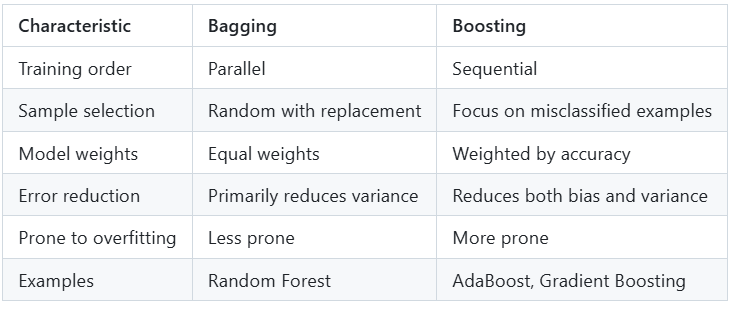 Characteristic Bagging Boosting
Training order Parallel Sequential
Sample selection Random with replacement Focus on misclassified examples
Model weights Equal weights Weighted by accuracy
Error reduction Primarily reduces variance Reduces both bias and variance
Prone to overfitting Less prone More prone
Examples Random Forest AdaBoost, Gradient Boosting